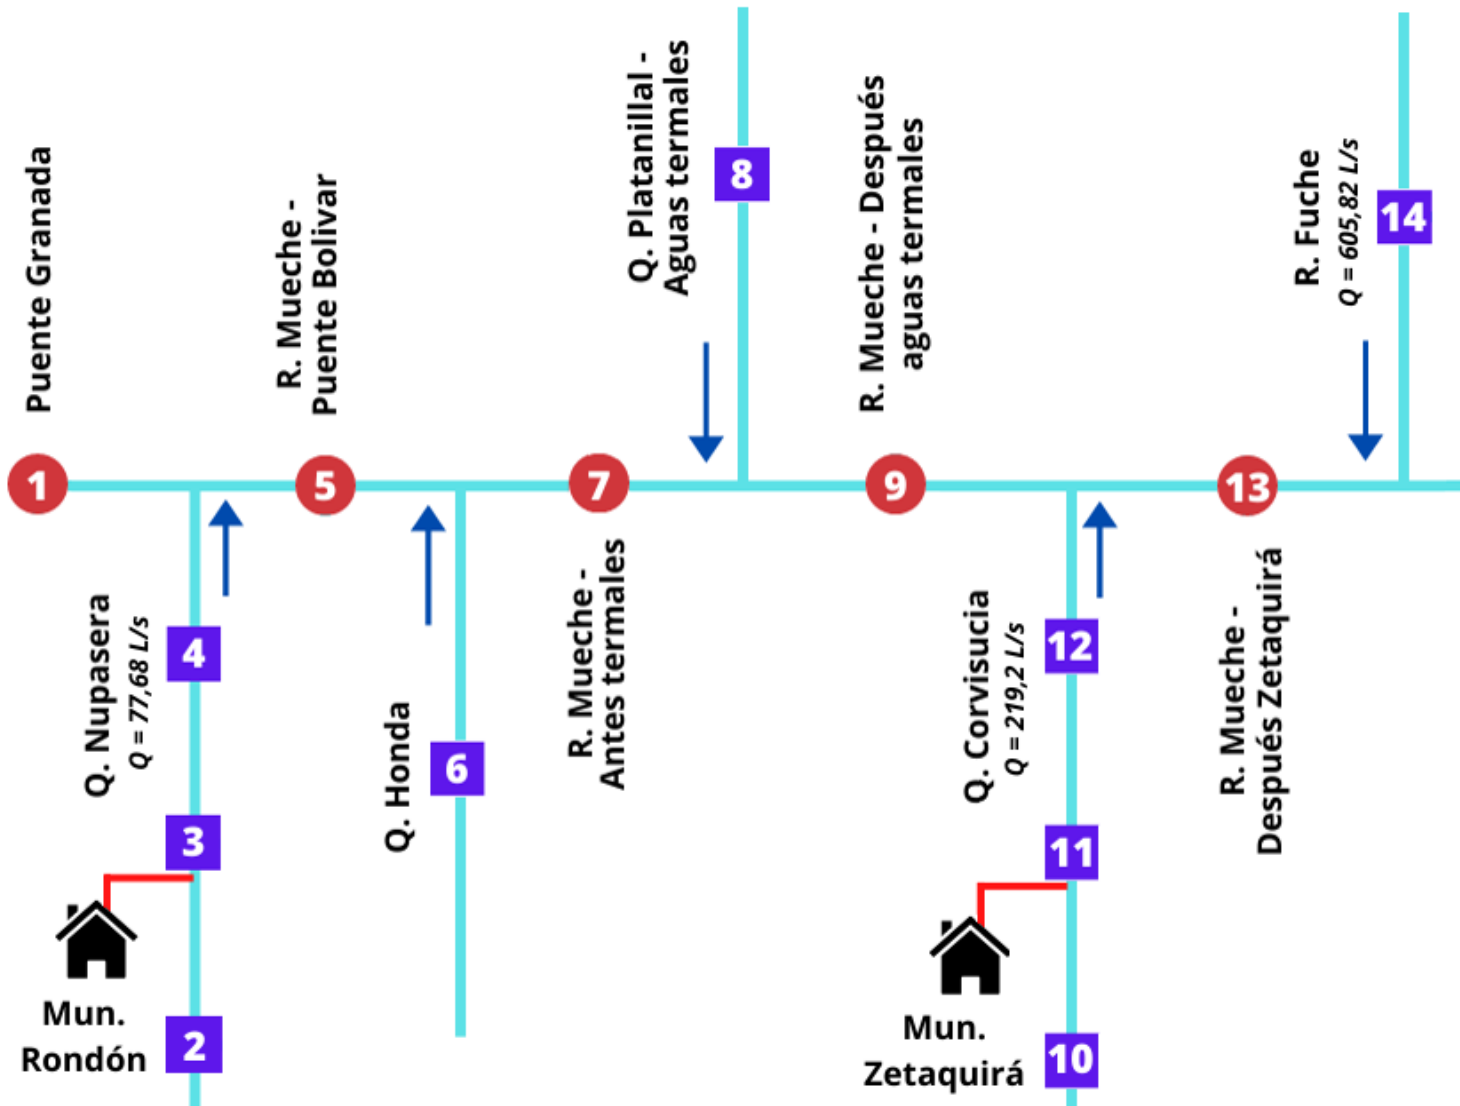 Puente Granada
R. Mueche -
Puente Bolivar
Q. Platanillal -
Aguas termales
8
R. Mueche - Después
aguas termales
R. Fuche
Q = 605,82 L/s
14
1
5
7
9
13
Q. Nupasera
Q = 77,68 L/s
4
3
Mun.
Rondón
2
Q. Honda
6
R. Mueche -
Antes termales
Q. Corvisucia
Q = 219,2 L/s
12
11
Mun.
Zetaquirá
10
R. Mueche -
Después Zetaquirá